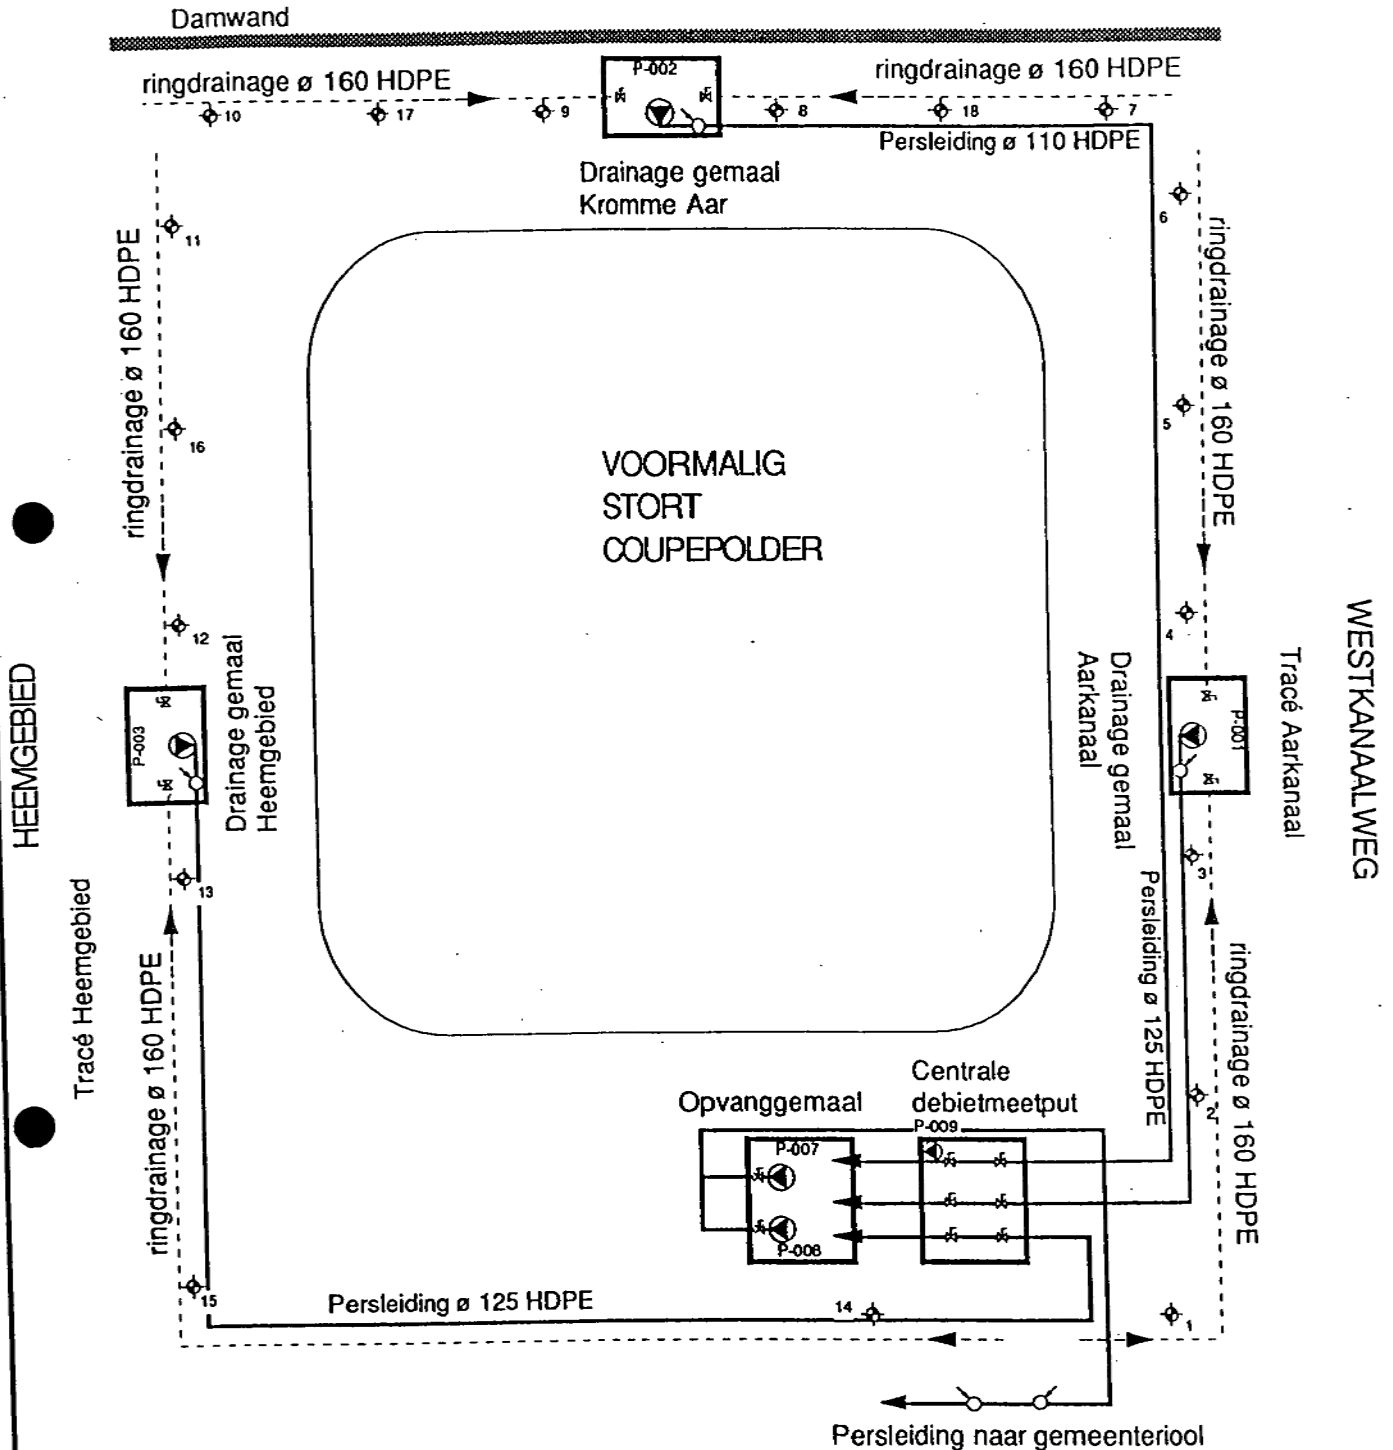 Damwand
ringdrainage ø 160 HDPE
P-002
ringdrainage ø 160 HDPE
10
17
9
8
18
7
Persleiding ø 110 HDPE
Drainage gemaal
Kromme Aar
6
11
ringdrainage ø 160 HDPE
ringdrainage ø 160 HDPE
5
16
VOORMALIG
STORT
COUPEPOLDER
4
12
HEEMGEBIED
P-003
Drainage gemaal
Heemgebied
Drainage gemaal
Aarkanaal
P-001
Tracé Aarkanaal
WESTKANAALWEG
3
13
Tracé Heemgebied
ringdrainage ø 160 HDPE
Persleiding ø 125 HDPE
ringdrainage ø 160 HDPE
2
Opvanggemaal
Centrale
debietmeetput
P-009
P-007
P-008
15
Persleiding ø 125 HDPE
14
1
Persleiding naar gemeenteriool